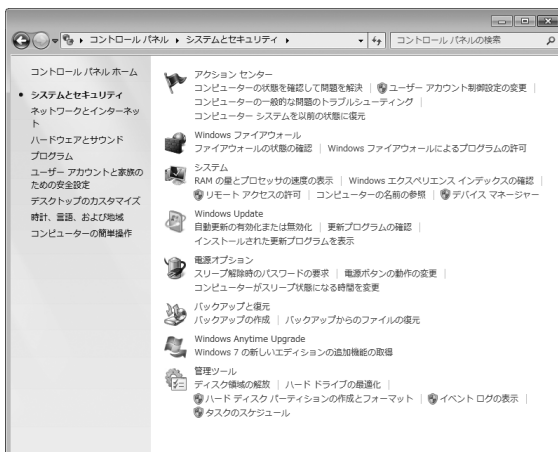 コントロール パネル ▸ システムとセキュリティ ▸
コントロール パネルの検索
コントロール パネル ホーム
システムとセキュリティ
ネットワークとインターネッ
ト
ハードウェアとサウンド
プログラム
ユーザー アカウントと家族の
ための安全設定
デスクトップのカスタマイズ
時計、言語、および地域
コンピューターの簡単操作
アクション センター
コンピューターの状態を確認して問題を解決 | ユーザー アカウント制御設定の変更 |
コンピューターの一般的な問題のトラブルシューティング |
コンピューター システムを以前の状態に復元
Windows ファイアウォール
ファイアウォールの状態の確認 | Windows ファイアウォールによるプログラムの許可
システム
RAM の量とプロセッサの速度の表示 | Windows エクスペリエンス インデックスの確認 |
リモート アクセスの許可 | コンピューターの名前の参照 | デバイス マネージャー
Windows Update
自動更新の有効化または無効化 | 更新プログラムの確認 |
インストールされた更新プログラムを表示
電源オプション
スリープ解除時のパスワードの要求 | 電源ボタンの動作の変更 |
コンピューターがスリープ状態になる時間を変更
バックアップと復元
バックアップの作成 | バックアップからのファイルの復元
Windows Anytime Upgrade
Windows 7 の新しいエディションの追加機能の取得
管理ツール
ディスク領域の解放 | ハード ドライブの最適化 |
ハード ディスク パーティションの作成とフォーマット | イベント ログの表示 |
タスクのスケジュール